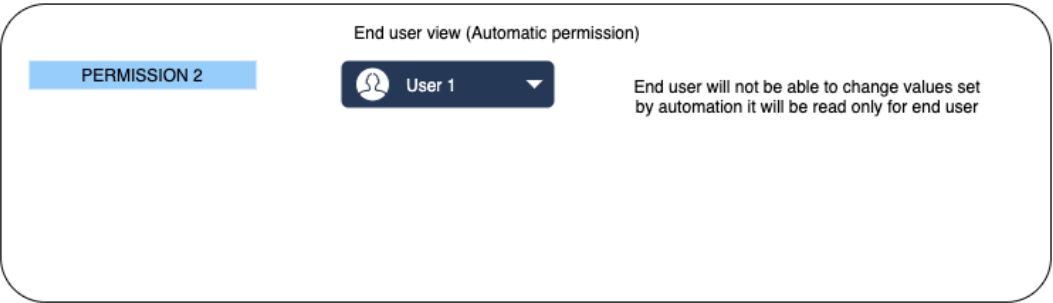 End user view (Automatic permission)
PERMISSION 2
User 1
End user will not be able to change values set
by automation it will be read only for end user